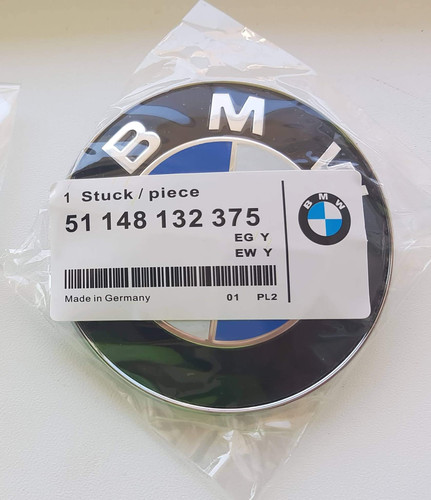 B M
1 Stuck / piece
51 148 132 375
EG Y
EW Y
Made in Germany 01 PL2
BMW